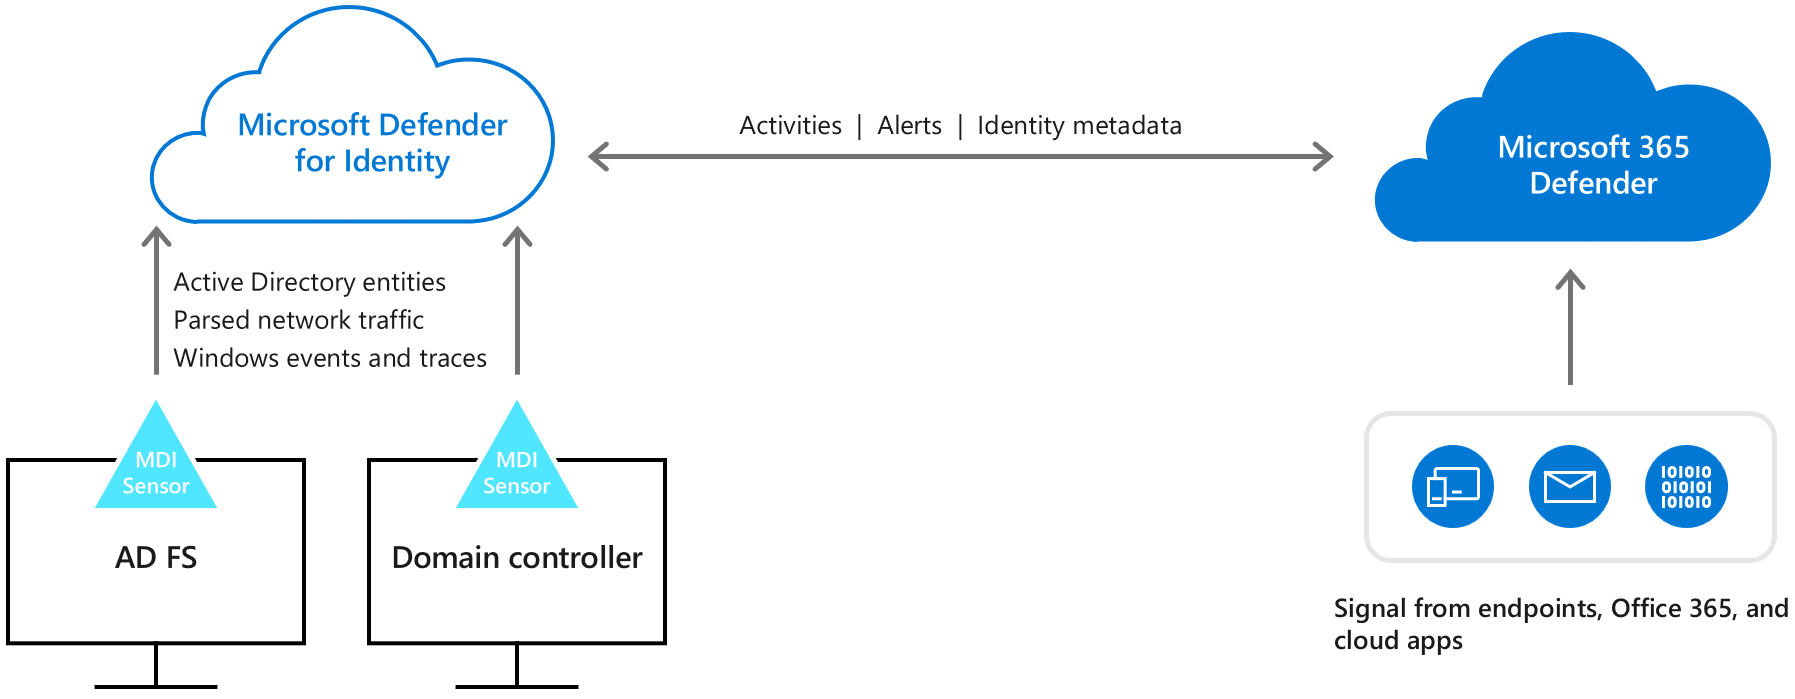 Microsoft Defender
for Identity
Activities | Alerts | Identity metadata
Microsoft 365
Defender
Active Directory entities
Parsed network traffic
Windows events and traces
MDI
Sensor
AD FS
MDI
Sensor
Domain controller
101010
010101
101010
Signal from endpoints, Office 365, and
cloud apps